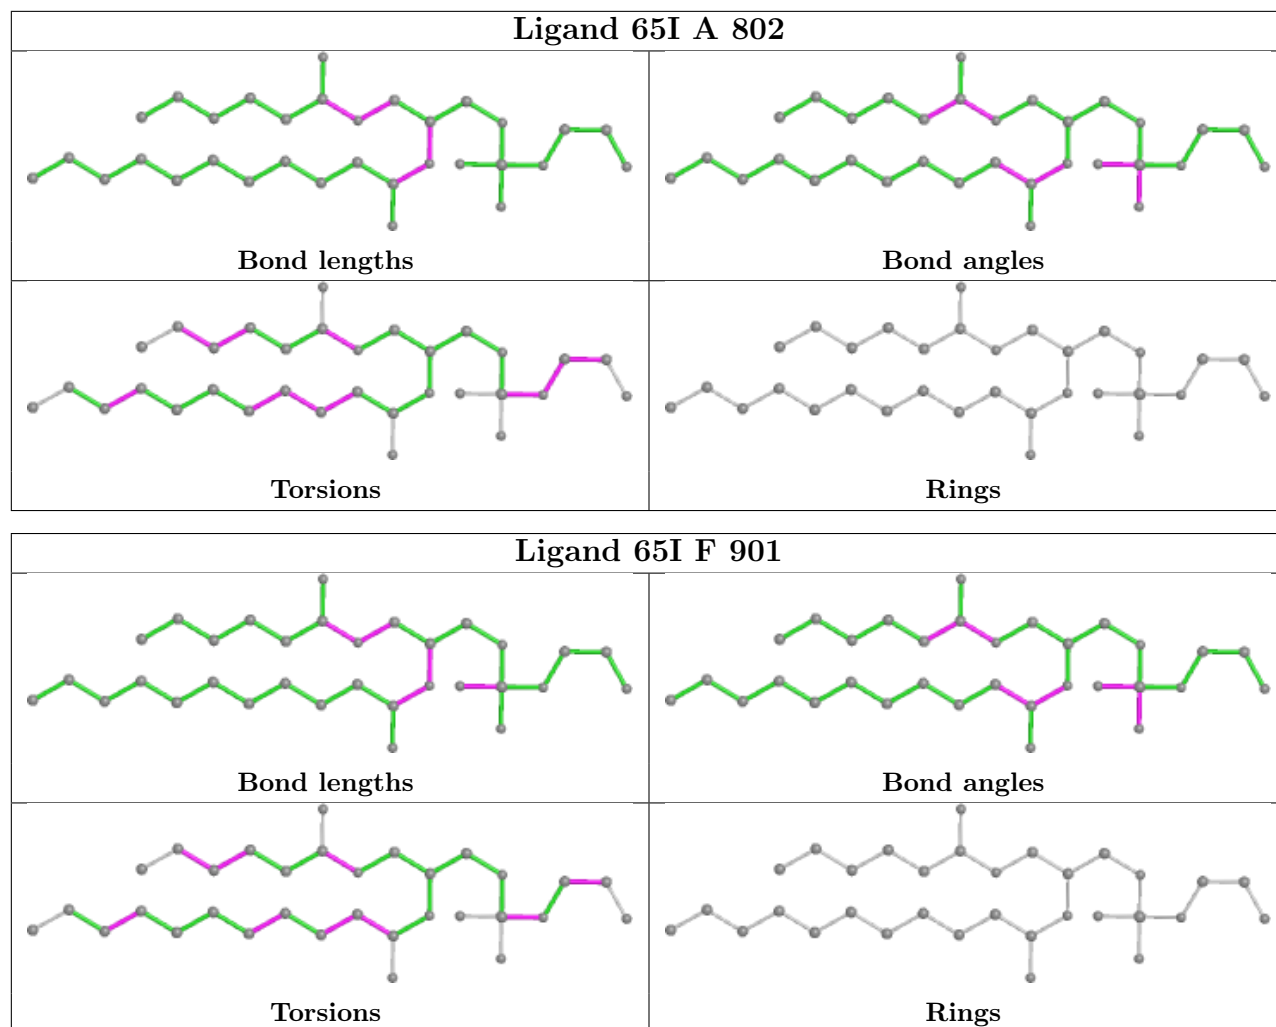 Ligand 65I A 802
Bond lengths
Bond angles
Torsions
Rings
Ligand 65I F 901
Bond lengths
Bond angles
Torsions
Rings